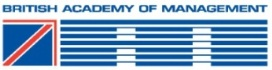 BRITISH ACADEMY OF MANAGEMENT